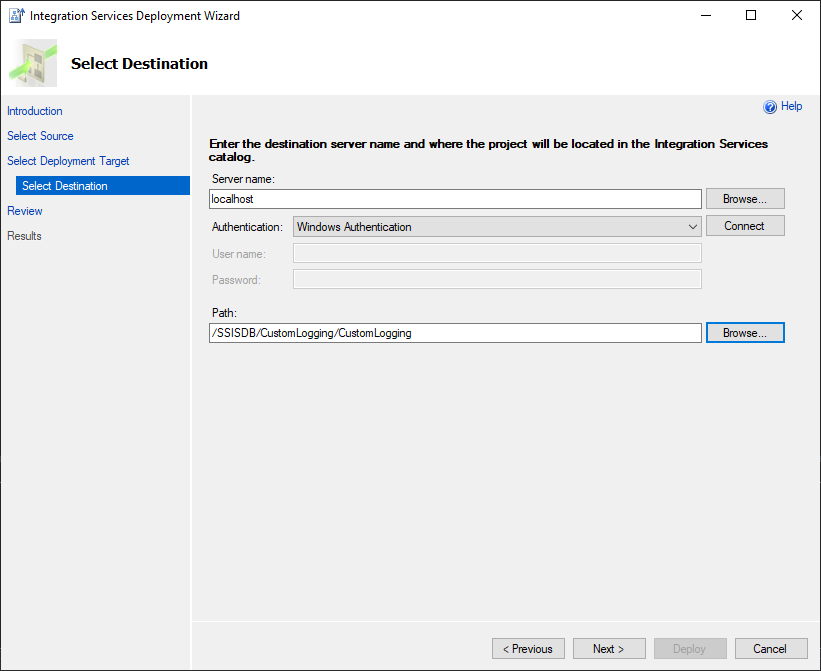 Integration Services Deployment Wizard
Select Destination
Help
Introduction
Select Source
Select Deployment Target
Select Destination
Review
Results
Enter the destination server name and where the project will be located in the Integration Services
catalog.
Server name:
localhost
Browse...
Authentication:
Windows Authentication
Connect
User name:
Password:
Path:
/SSISDB/CustomLogging/CustomLogging
Browse...
< Previous
Next >
Deploy
Cancel